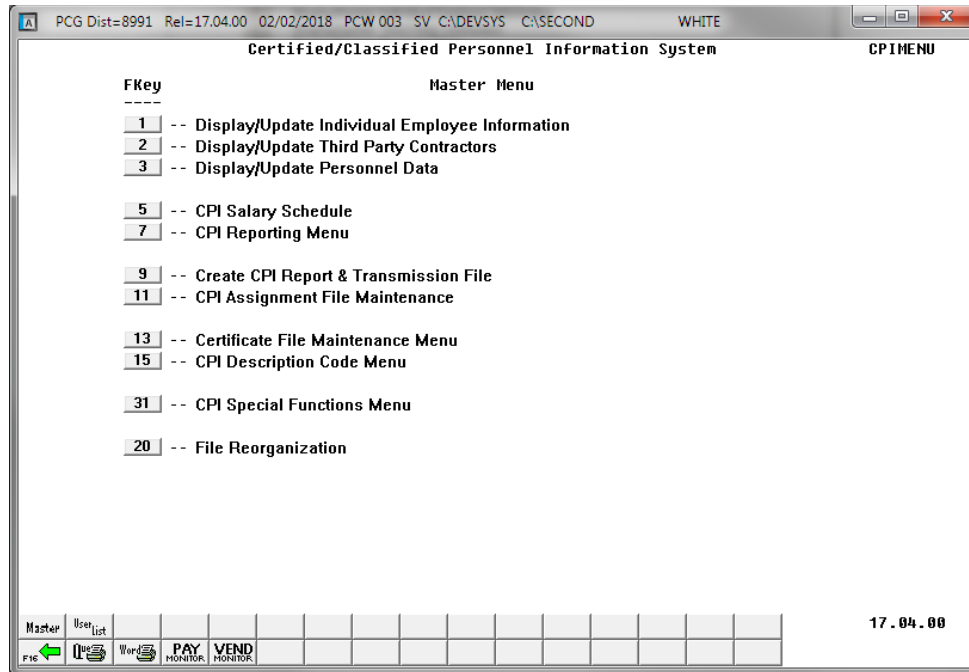 A PCG Dist=8991 Rel=17.04.00 02/02/2018 PCW 003 SV C:\DEVSYS C:\SECOND WHITE
Certified/Classified Personnel Information System CPIMENU
FKey Master Menu
----
1 -- Display/Update Individual Employee Information
2 -- Display/Update Third Party Contractors
3 -- Display/Update Personnel Data
5 -- CPI Salary Schedule
7 -- CPI Reporting Menu
9 -- Create CPI Report & Transmission File
11 -- CPI Assignment File Maintenance
13 -- Certificate File Maintenance Menu
15 -- CPI Description Code Menu
31 -- CPI Special Functions Menu
20 -- File Reorganization
Master User List 17.04.00
F16 Que Word PAY MONITOR VEND MONITOR